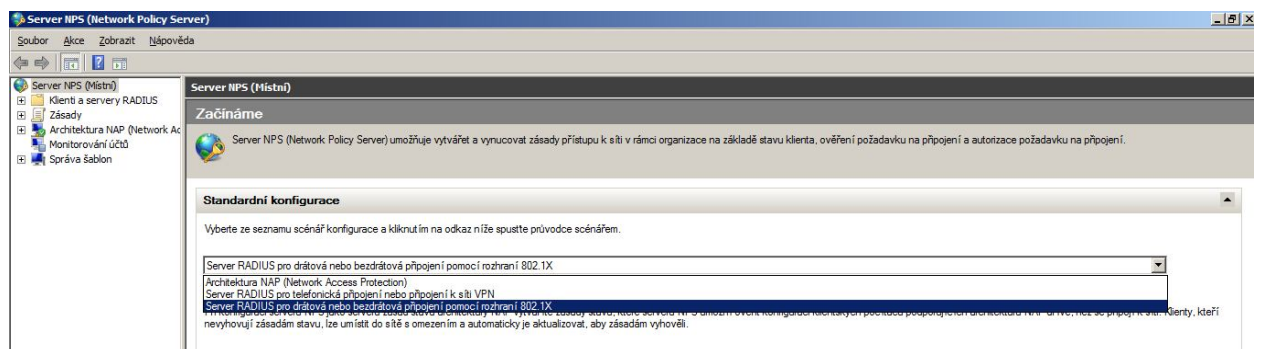 Server NPS (Network Policy Server)
Soubor Akce Zobrazit Nápověda
Server NPS (Místní)
Klienti a servery RADIUS
Zásady
Architektura NAP (Network Ac
Monitorování účtů
Správa šablon
Server NPS (Místní)
Začínáme
Server NPS (Network Policy Server) umožňuje vytvářet a vynucovat zásady přístupu k síti v rámci organizace na základě stavu klienta, ověření požadavku na připojení a autorizace požadavku na připojení.
Standardní konfigurace
Vyberte ze seznamu scénář konfigurace a kliknutím na odkaz níže spusťte průvodce scénářem.
Server RADIUS pro drátová nebo bezdrátová připojení pomocí rozhraní 802.1X
Architektura NAP (Network Access Protection)
Server RADIUS pro telefonická připojení nebo připojení k síti VPN
Server RADIUS pro drátová nebo bezdrátová připojení pomocí rozhraní 802.1X
Klienty, kteří
nevyhovují zásadám stavu, lze umístit do sítě s omezením a automaticky je aktualizovat, aby zásadám vyhověli.